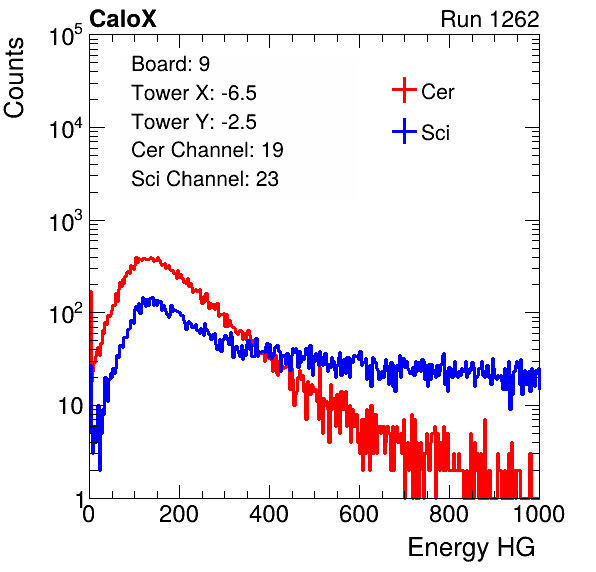 CaloX Run 1262
Counts
10^5
10^4
10^3
10^2
10
1
Board: 9
Tower X: -6.5
Tower Y: -2.5
Cer Channel: 19
Sci Channel: 23
Cer
Sci
0 200 400 600 800 1000
Energy HG